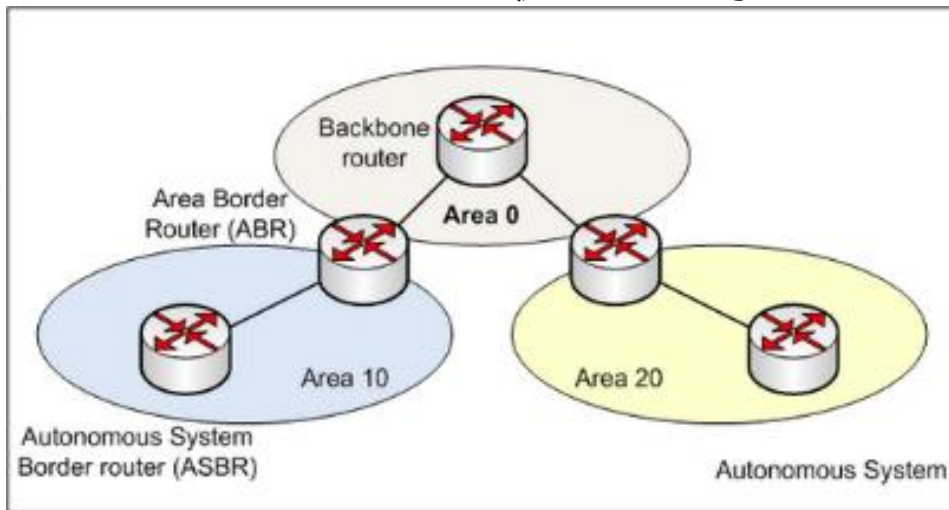 Backbone
router
Area Border
Router (ABR)
Area 0
Area 10
Area 20
Autonomous System
Border router (ASBR)
Autonomous System